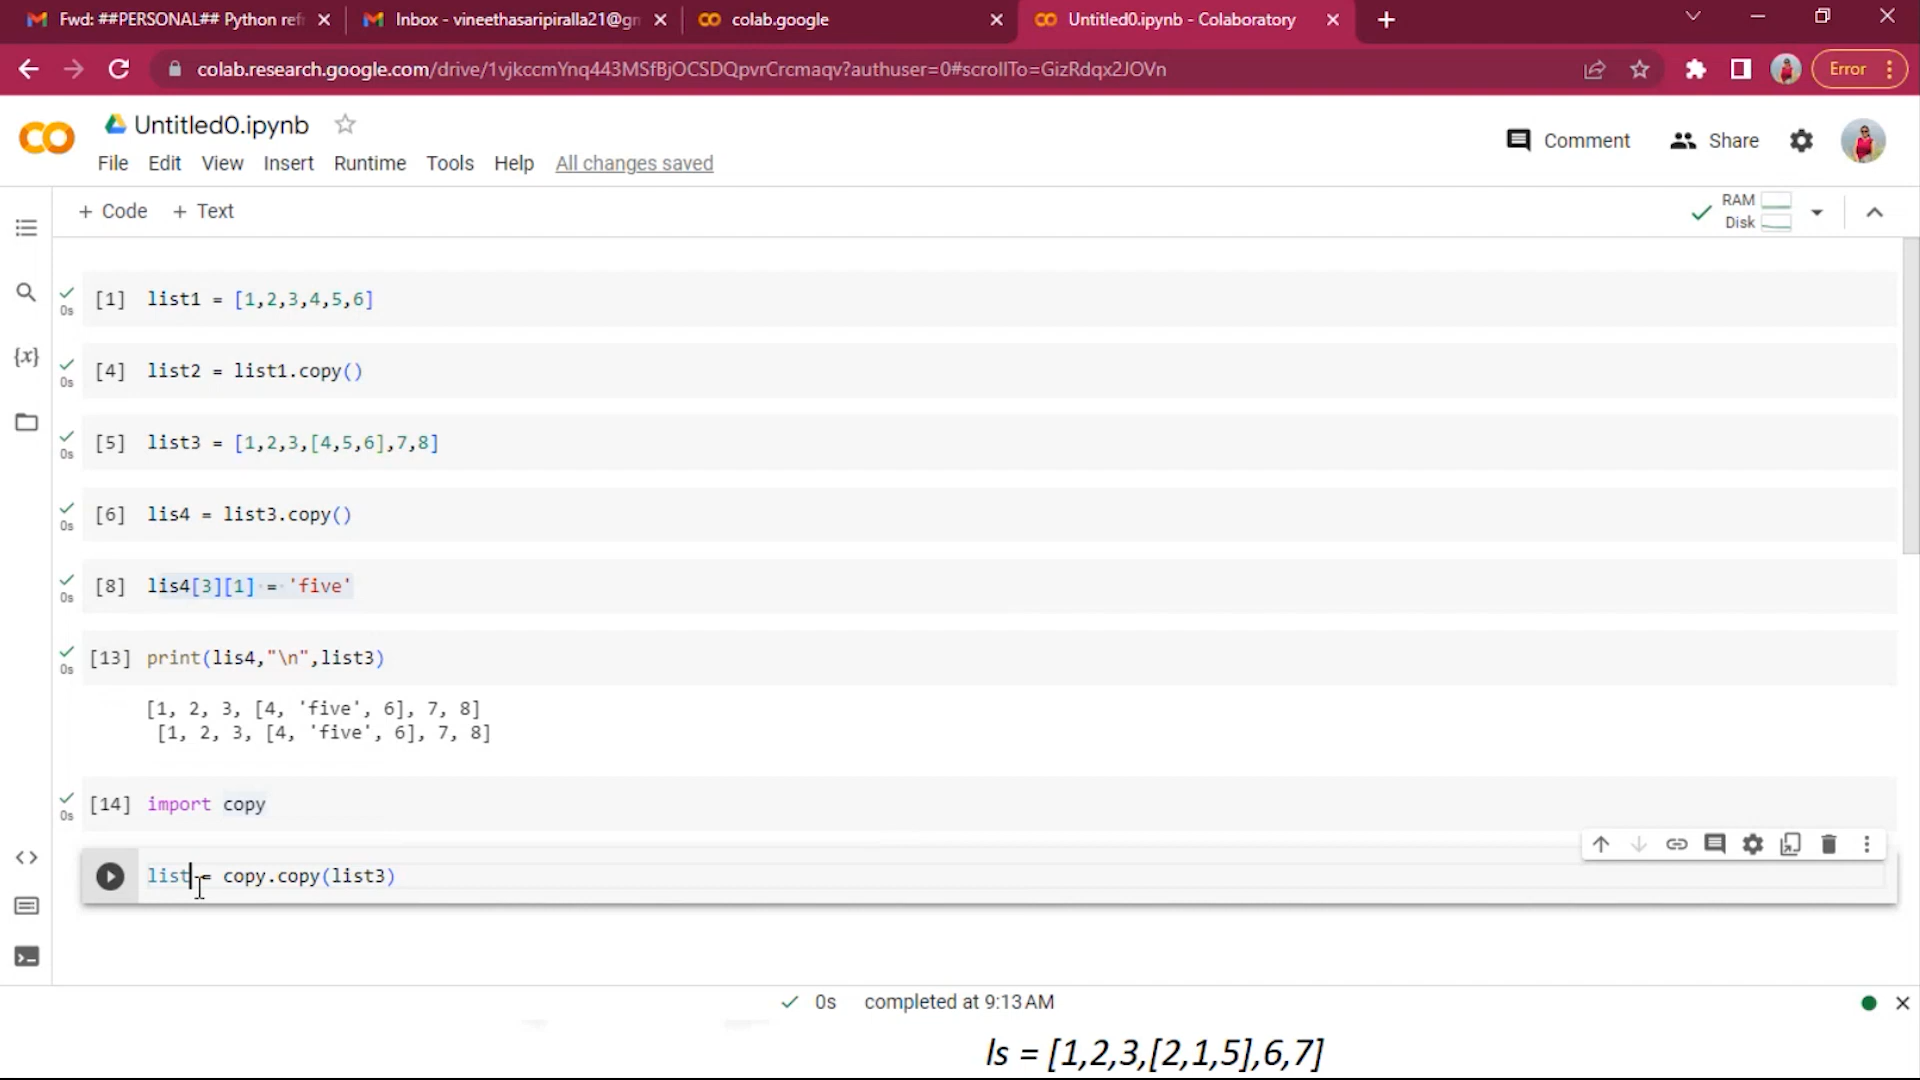 Fwd: ##PERSONAL## Python ref
Inbox - vineethasaripiralla21@gm
colab.google
Untitled0.ipynb - Colaboratory
colab.research.google.com/drive/1vjkccmYnq443MSfBjOCSDQpvrCrcmaqv?authuser=0#scrollTo=GizRdqx2JOVn
Error
Untitled0.ipynb
File Edit View Insert Runtime Tools Help All changes saved
Comment Share
+ Code + Text
RAM
Disk
[1] list1 = [1,2,3,4,5,6]
0s
[4] list2 = list1.copy()
0s
[5] list3 = [1,2,3,[4,5,6],7,8]
0s
[6] lis4 = list3.copy()
0s
[8] lis4[3][1] = 'five'
0s
[13] print(lis4,"\n",list3)
0s
[1, 2, 3, [4, 'five', 6], 7, 8]
[1, 2, 3, [4, 'five', 6], 7, 8]
[14] import copy
0s
list = copy.copy(list3)
0s completed at 9:13 AM
ls = [1,2,3,[2,1,5],6,7]